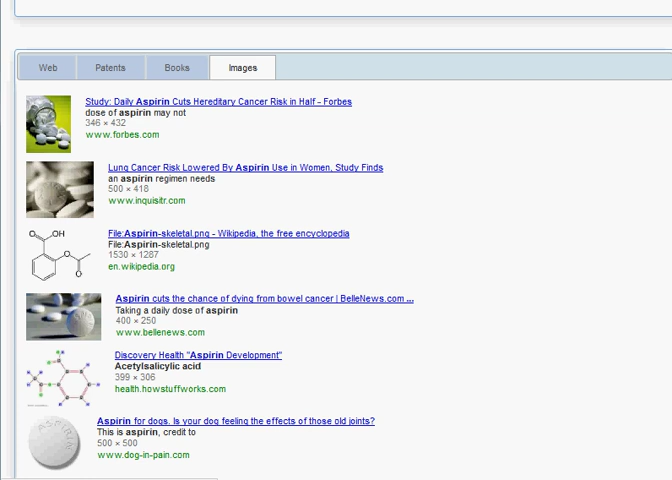 Web Patents Books Images
Study: Daily Aspirin Cuts Hereditary Cancer Risk in Half - Forbes
dose of aspirin may not
346 × 432
www.forbes.com
Lung Cancer Risk Lowered By Aspirin Use in Women, Study Finds
an aspirin regimen needs
500 × 418
www.inquisitr.com
File:Aspirin-skeletal.png - Wikipedia, the free encyclopedia
File:Aspirin-skeletal.png
1530 × 1287
en.wikipedia.org
O OH
O
O
Aspirin cuts the chance of dying from bowel cancer | BelleNews.com ...
Taking a daily dose of aspirin
400 × 250
www.bellenews.com
Discovery Health "Aspirin Development"
Acetylsalicylic acid
399 × 306
health.howstuffworks.com
Aspirin for dogs. Is your dog feeling the effects of those old joints?
This is aspirin, credit to
500 × 500
www.dog-in-pain.com
ASPIRIN